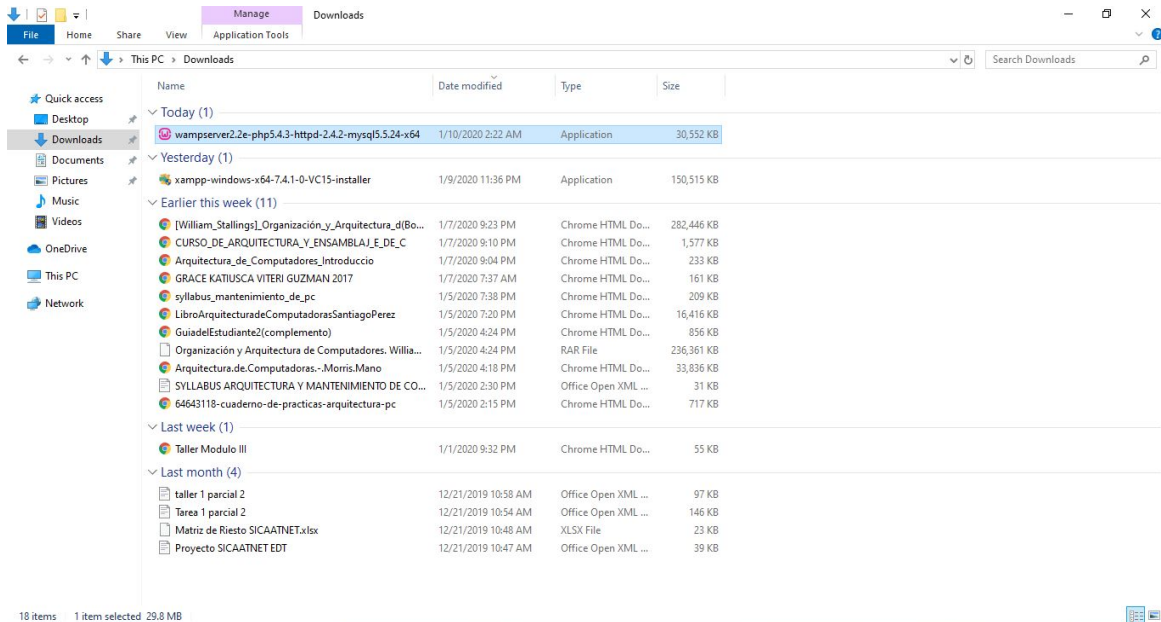 Manage Downloads
File Home Share View Application Tools
This PC > Downloads Search Downloads
Name Date modified Type Size
Quick access
Desktop
Downloads
Documents
Pictures
Music
Videos
OneDrive
This PC
Network
Today (1)
wampserver2.2e-php5.4.3-httpd-2.4.2-mysql5.5.24-x64 1/10/2020 2:22 AM Application 30,552 KB
Yesterday (1)
xampp-windows-x64-7.4.1-0-VC15-installer 1/9/2020 11:36 PM Application 150,515 KB
Earlier this week (11)
[William_Stallings]_Organización_y_Arquitectura_d(Bo... 1/7/2020 9:23 PM Chrome HTML Do... 282,446 KB
CURSO_DE_ARQUITECTURA_Y_ENSAMBLAJ_E_DE_C 1/7/2020 9:10 PM Chrome HTML Do... 1,577 KB
Arquitectura_de_Computadores_Introduccio 1/7/2020 9:04 PM Chrome HTML Do... 233 KB
GRACE KATIUSCA VITERI GUZMAN 2017 1/7/2020 7:37 AM Chrome HTML Do... 161 KB
syllabus_mantenimiento_de_pc 1/5/2020 7:38 PM Chrome HTML Do... 209 KB
LibroArquitecturadeComputadorasSantiagoPerez 1/5/2020 7:20 PM Chrome HTML Do... 16,416 KB
GuiadelEstudiante2(complemento) 1/5/2020 4:24 PM Chrome HTML Do... 856 KB
Organización y Arquitectura de Computadores. Willia... 1/5/2020 4:24 PM RAR File 236,361 KB
Arquitectura.de.Computadoras.-.Morris.Mano 1/5/2020 4:18 PM Chrome HTML Do... 33,836 KB
SYLLABUS ARQUITECTURA Y MANTENIMIENTO DE CO... 1/5/2020 2:30 PM Office Open XML ... 31 KB
64643118-cuaderno-de-practicas-arquitectura-pc 1/5/2020 2:15 PM Chrome HTML Do... 717 KB
Last week (1)
Taller Modulo III 1/1/2020 9:32 PM Chrome HTML Do... 55 KB
Last month (4)
taller 1 parcial 2 12/21/2019 10:58 AM Office Open XML ... 97 KB
Tarea 1 parcial 2 12/21/2019 10:54 AM Office Open XML ... 146 KB
Matriz de Riesto SICAATNET.xlsx 12/21/2019 10:48 AM XLSX File 23 KB
Proyecto SICAATNET EDT 12/21/2019 10:47 AM Office Open XML ... 39 KB
18 items 1 item selected 29.8 MB